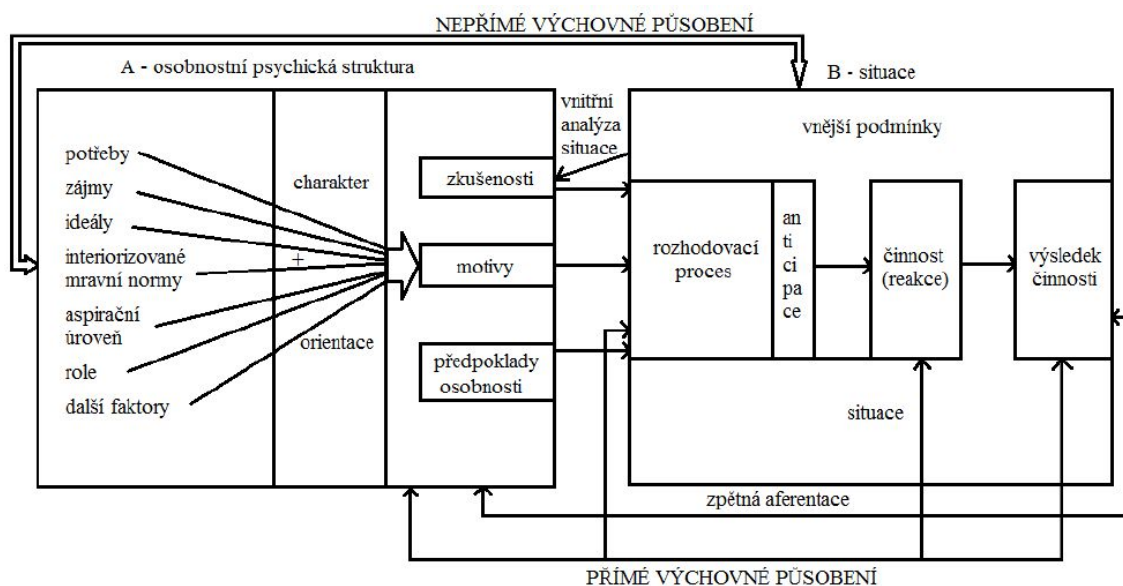 NEPŘÍMÉ VÝCHOVNÉ PŮSOBENÍ
A - osobnostní psychická struktura
B - situace
potřeby
zájmy
ideály
interiorizované
mravní normy
aspirační
úroveň
role
další faktory
charakter
+
orientace
zkušenosti
motivy
předpoklady
osobnosti
vnitřní
analýza
situace
vnější podmínky
rozhodovací
proces
an
ti
ci
pa
ce
činnost
(reakce)
výsledek
činnosti
situace
zpětná aferentace
PŘÍMÉ VÝCHOVNÉ PŮSOBENÍ